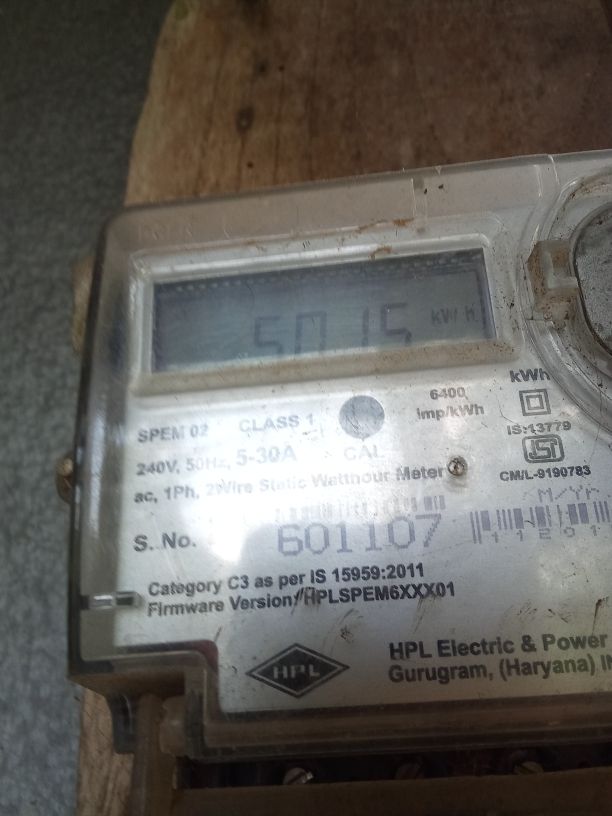 5015 kWh
kWh
6400
imp/kWh
SPEM 02 CLASS 1
IS:13779
240V, 50Hz, 5-30A CAL
ISI
CM/L-9190783
ac, 1Ph, 2Wire Static Watthour Meter
M/Yr
S. No. 601107
Category C3 as per IS 15959:2011
Firmware Version:HPLSPEM6XXX01
HPL
HPL Electric & Power
Gurugram, (Haryana) IN